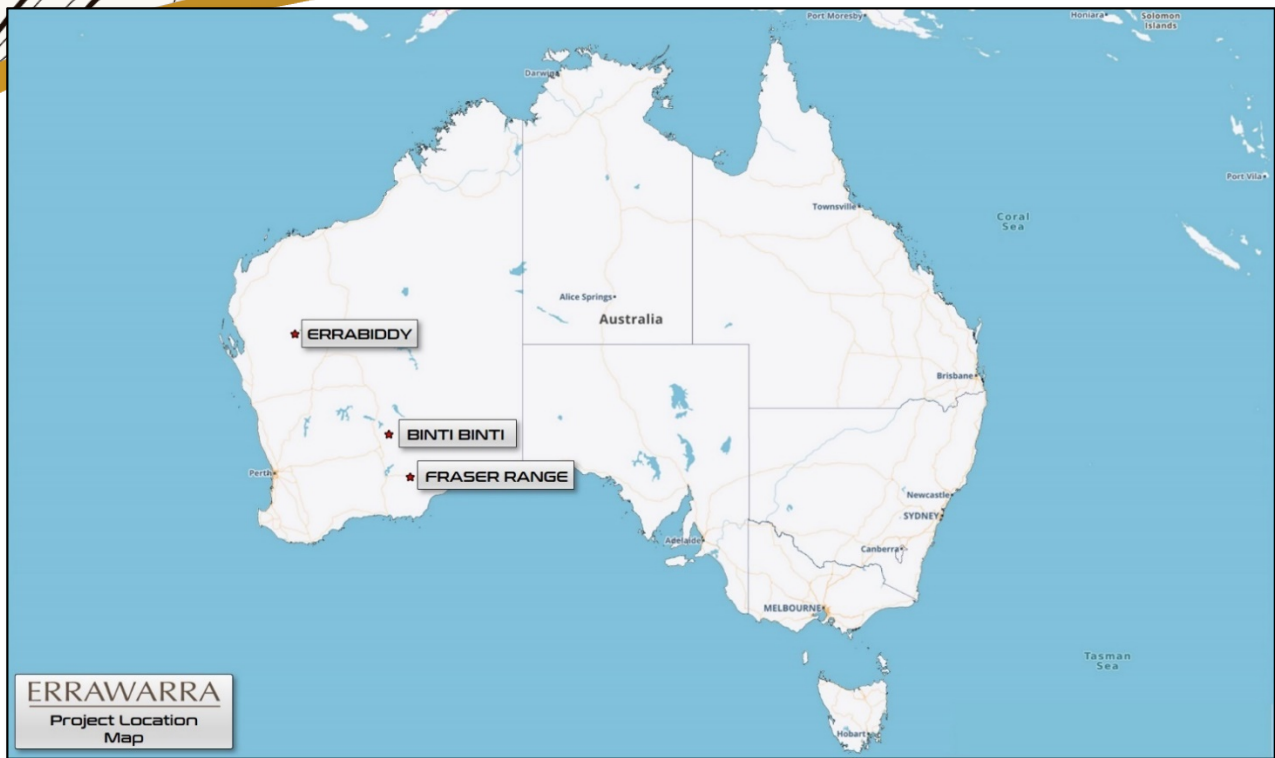 Port Moresby
Honiara
Solomon
Islands
Darwin
Port Vila
Townsville
Coral
Sea
Alice Springs
Australia
ERRABIDDY
Brisbane
BINTI BINTI
Perth
FRASER RANGE
Newcastle
SYDNEY
Adelaide
Canberra
MELBOURNE
Tasman
Sea
ERRAWARRA
Project Location
Map
Hobart